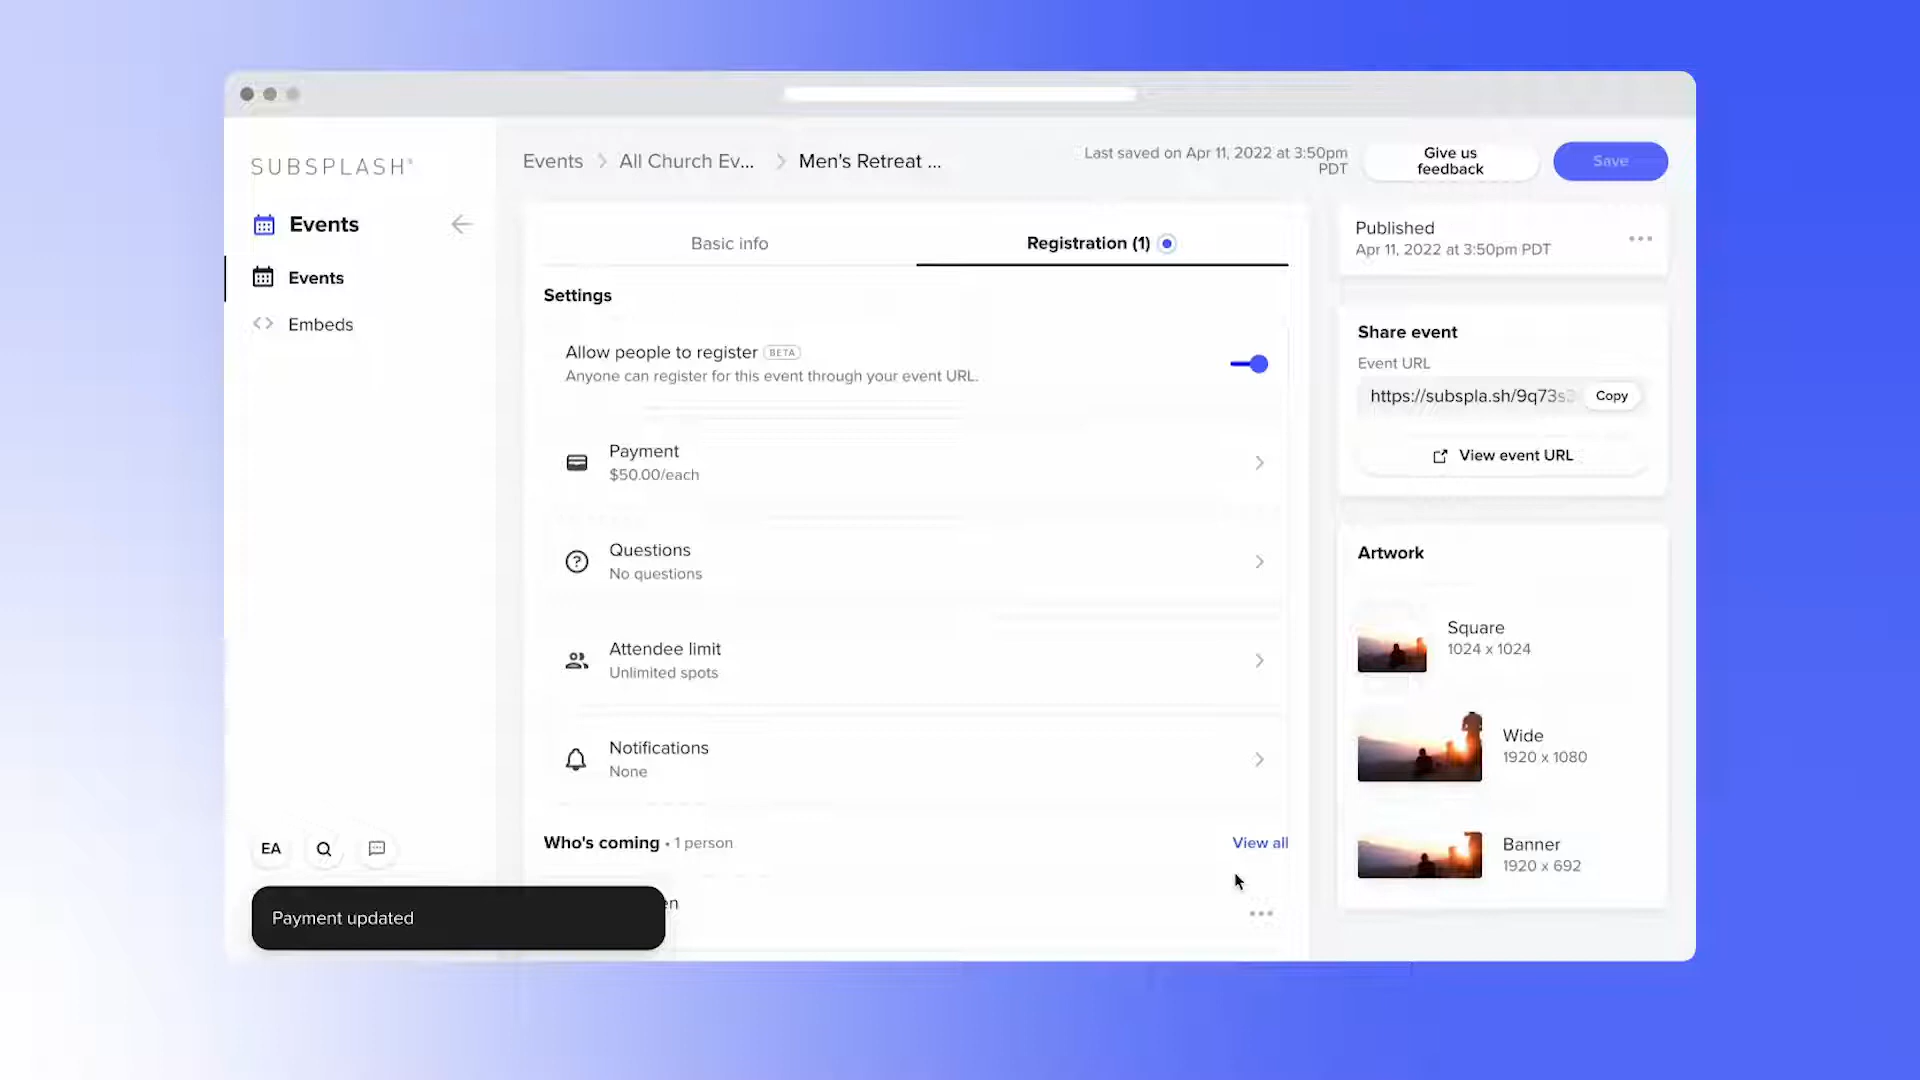 SUBSPLASH
Events
Events
Embeds
EA
Payment updated
Events > All Church Ev... > Men's Retreat ...
Last saved on Apr 11, 2022 at 3:50pm
PDT
Give us
feedback
Save
Basic info
Registration (1)
Settings
Allow people to register BETA
Anyone can register for this event through your event URL.
Payment
$50.00/each
Questions
No questions
Attendee limit
Unlimited spots
Notifications
None
Who's coming • 1 person
View all
Published
Apr 11, 2022 at 3:50pm PDT
Share event
Event URL
https://subspla.sh/9q73s3
Copy
View event URL
Artwork
Square
1024 x 1024
Wide
1920 x 1080
Banner
1920 x 692